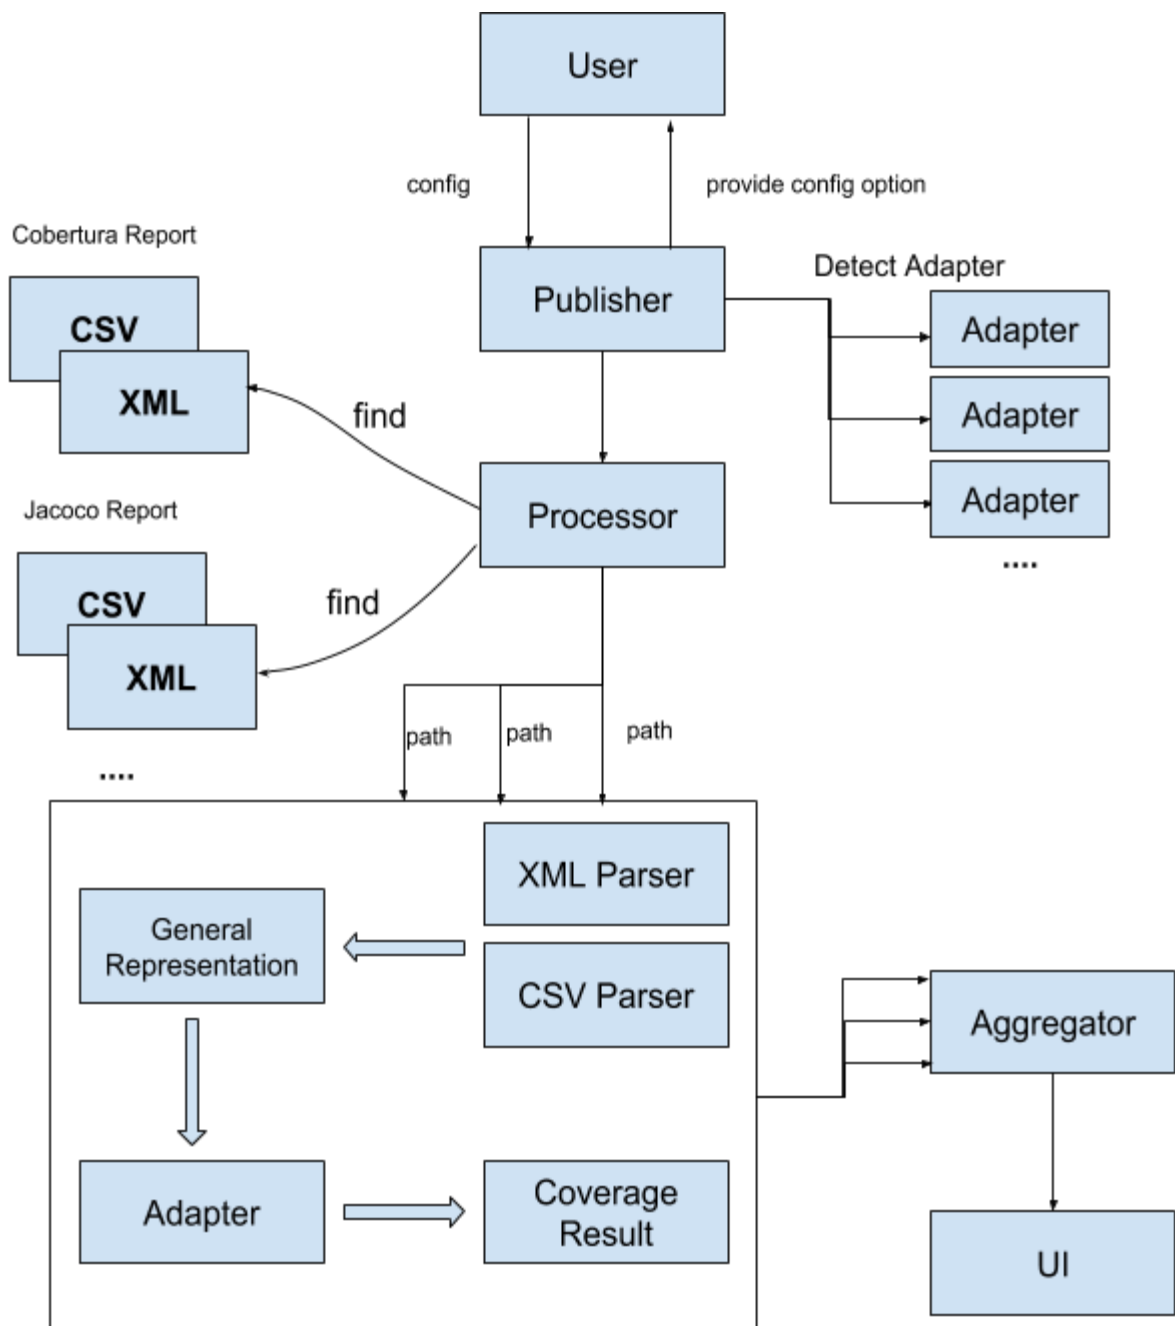 User
config
provide config option
Cobertura Report
CSV
XML
Publisher
Detect Adapter
Adapter
Adapter
Adapter
....
find
Processor
Jacoco Report
CSV
XML
find
....
path
path
path
XML Parser
CSV Parser
General
Representation
Adapter
Coverage
Result
Aggregator
UI